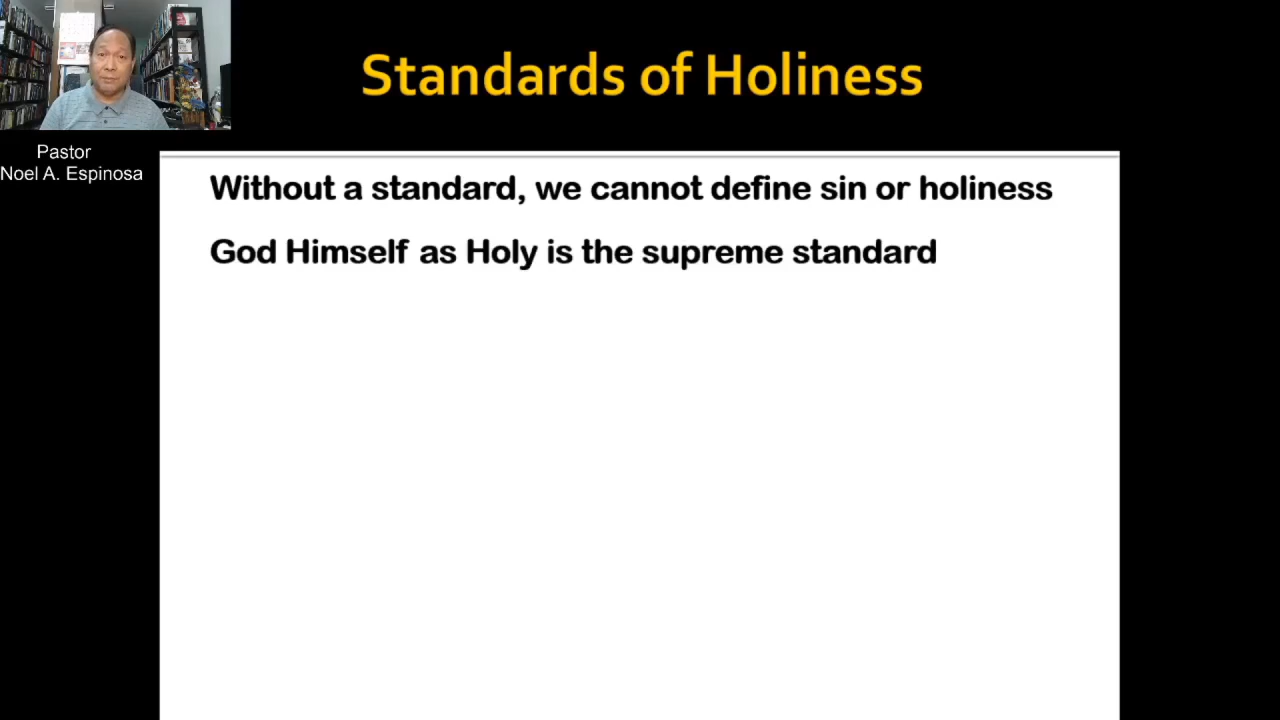 Standards of Holiness
Pastor
Noel A. Espinosa
Without a standard, we cannot define sin or holiness
God Himself as Holy is the supreme standard